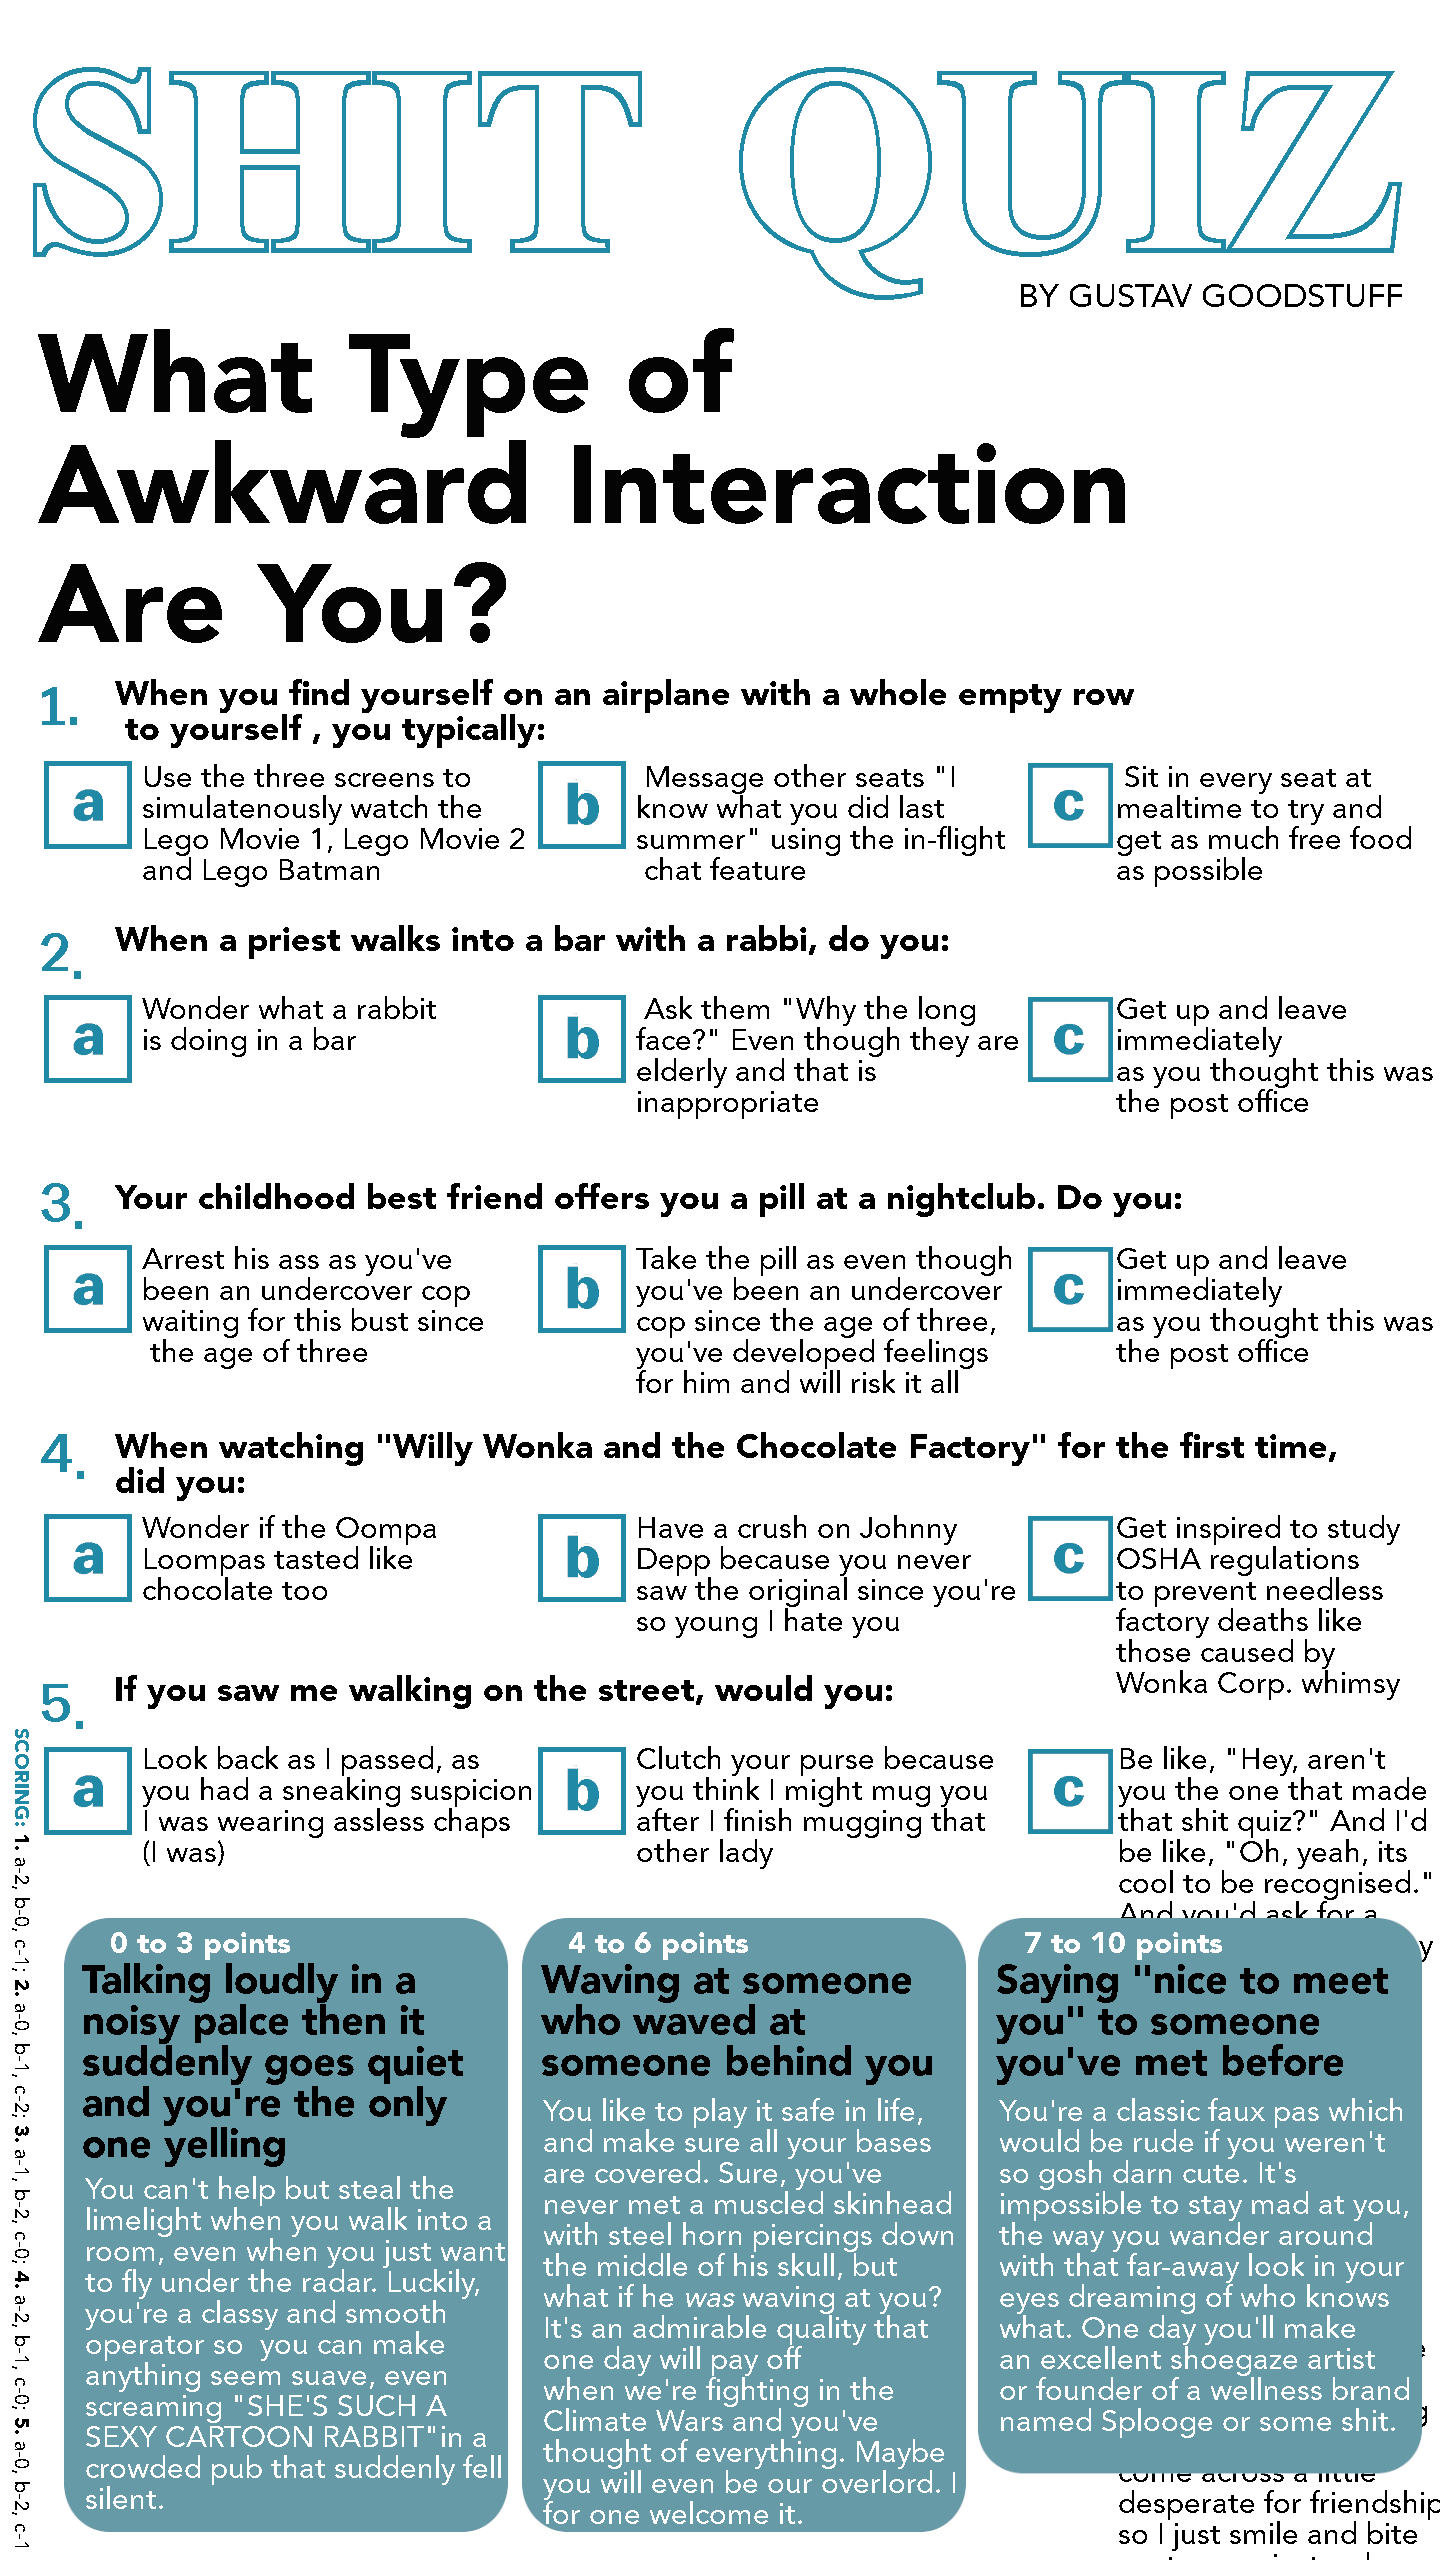 SHIT QUIZ
BY GUSTAV GOODSTUFF
What Type of
Awkward Interaction
Are You?
1.
When you find yourself on an airplane with a whole empty row
to yourself , you typically:
a
Use the three screens to
simulatenously watch the
Lego Movie 1, Lego Movie 2
and Lego Batman
b
Message other seats "I
know what you did last
summer" using the in-flight
chat feature
c
Sit in every seat at
mealtime to try and
get as much free food
as possible
2.
When a priest walks into a bar with a rabbi, do you:
a
Wonder what a rabbit
is doing in a bar
b
Ask them "Why the long
face?" Even though they are
elderly and that is
inappropriate
c
Get up and leave
immediately
as you thought this was
the post office
3.
Your childhood best friend offers you a pill at a nightclub. Do you:
a
Arrest his ass as you've
been an undercover cop
waiting for this bust since
the age of three
b
Take the pill as even though
you've been an undercover
cop since the age of three,
you've developed feelings
for him and will risk it all
c
Get up and leave
immediately
as you thought this was
the post office
4.
When watching "Willy Wonka and the Chocolate Factory" for the first time,
did you:
a
Wonder if the Oompa
Loompas tasted like
chocolate too
b
Have a crush on Johnny
Depp because you never
saw the original since you're
so young I hate you
c
Get inspired to study
OSHA regulations
to prevent needless
factory deaths like
those caused by
Wonka Corp. whimsy
5.
If you saw me walking on the street, would you:
a
Look back as I passed, as
you had a sneaking suspicion
I was wearing assless chaps
(I was)
b
Clutch your purse because
you think I might mug you
after I finish mugging that
other lady
c
Be like, "Hey, aren't
you the one that made
that shit quiz?" And I'd
be like, "Oh, yeah, its
cool to be recognised."
And you'd ask for a
come across a little
desperate for friendship
so I just smile and bite
SCORING: 1. a-2, b-0, c-1; 2. a-0, b-1, c-2; 3. a-1, b-2, c-0; 4. a-2, b-1, c-0; 5. a-0, b-2, c-1
0 to 3 points
Talking loudly in a
noisy palce then it
suddenly goes quiet
and you're the only
one yelling
You can't help but steal the
limelight when you walk into a
room, even when you just want
to fly under the radar. Luckily,
you're a classy and smooth
operator so you can make
anything seem suave, even
screaming "SHE'S SUCH A
SEXY CARTOON RABBIT"in a
crowded pub that suddenly fell
silent.
4 to 6 points
Waving at someone
who waved at
someone behind you
You like to play it safe in life,
and make sure all your bases
are covered. Sure, you've
never met a muscled skinhead
with steel horn piercings down
the middle of his skull, but
what if he was waving at you?
It's an admirable quality that
one day will pay off
when we're fighting in the
Climate Wars and you've
thought of everything. Maybe
you will even be our overlord. I
for one welcome it.
7 to 10 points
Saying "nice to meet
you" to someone
you've met before
You're a classic faux pas which
would be rude if you weren't
so gosh darn cute. It's
impossible to stay mad at you,
the way you wander around
with that far-away look in your
eyes dreaming of who knows
what. One day you'll make
an excellent shoegaze artist
or founder of a wellness brand
named Splooge or some shit.